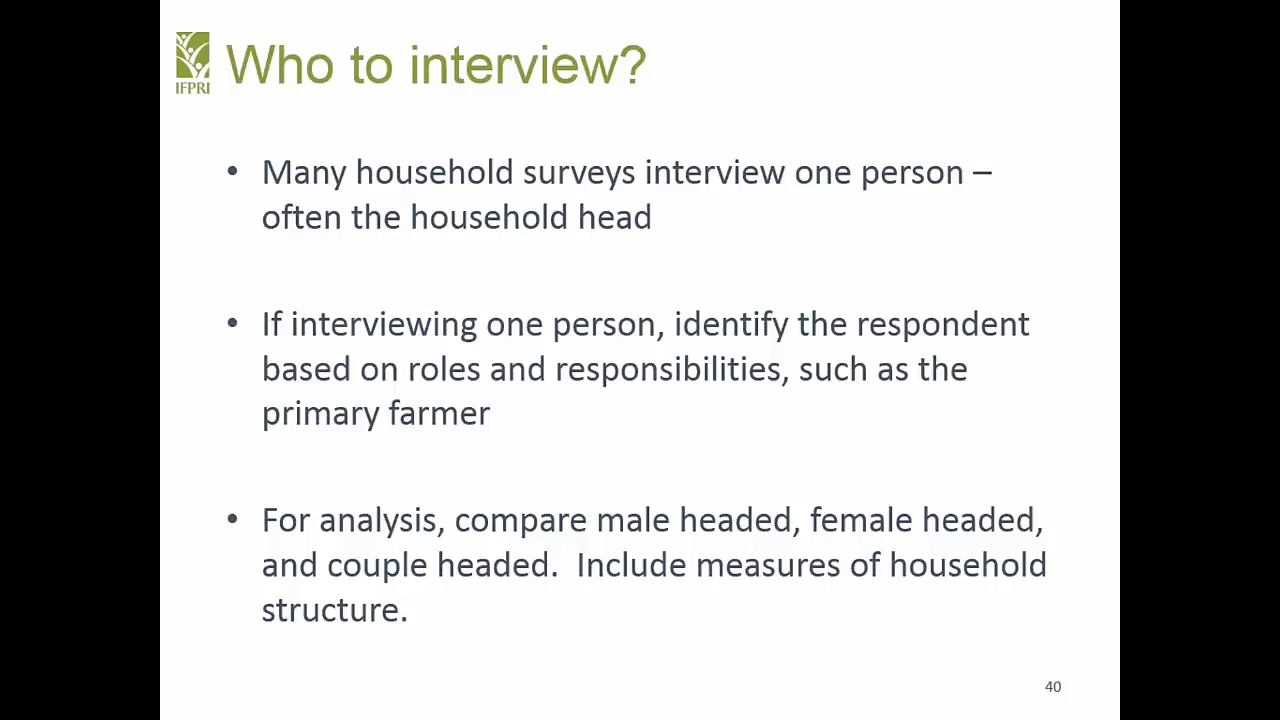 IFPRI
Who to interview?
• Many household surveys interview one person –
often the household head
• If interviewing one person, identify the respondent
based on roles and responsibilities, such as the
primary farmer
• For analysis, compare male headed, female headed,
and couple headed.  Include measures of household
structure.
40